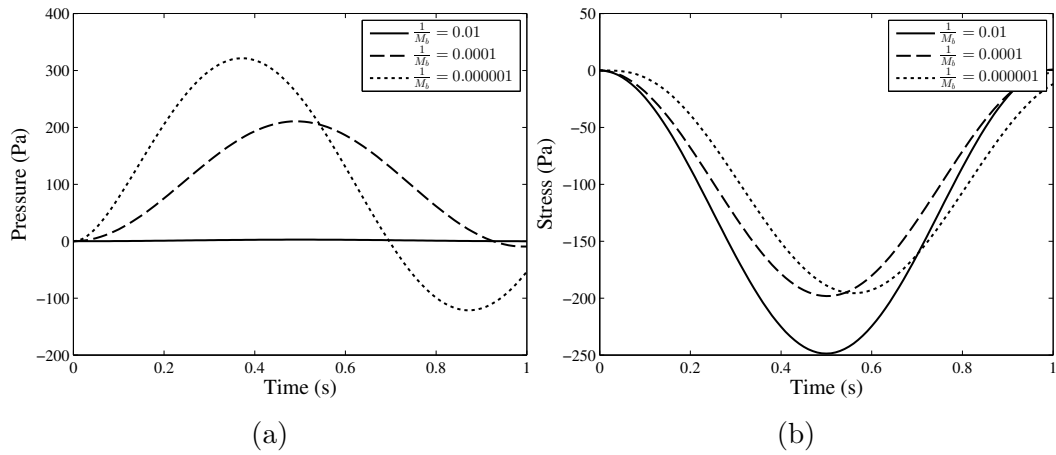 400
300
200
100
0
−100
−200
0
0.2
0.4
0.6
0.8
1
Pressure (Pa)
Time (s)
1/M_b = 0.01
1/M_b = 0.0001
1/M_b = 0.000001
(a)
50
0
−50
−100
−150
−200
−250
0
0.2
0.4
0.6
0.8
1
Stress (Pa)
Time (s)
1/M_b = 0.01
1/M_b = 0.0001
1/M_b = 0.000001
(b)